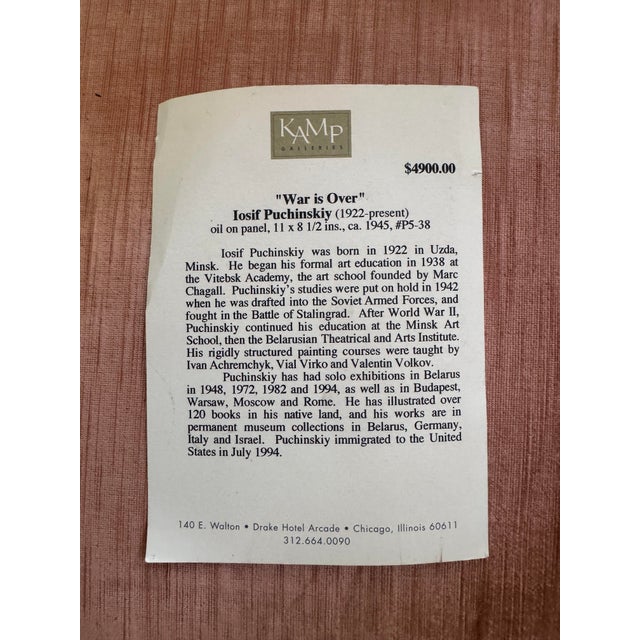 KAMP
GALLERIES
$4900.00
"War is Over"
Iosif Puchinskiy (1922-present)
oil on panel, 11 x 8 1/2 ins., ca. 1945, #P5-38
Iosif Puchinskiy was born in 1922 in Uzda,
Minsk. He began his formal art education in 1938 at
the Vitebsk Academy, the art school founded by Marc
Chagall. Puchinskiy's studies were put on hold in 1942
when he was drafted into the Soviet Armed Forces, and
fought in the Battle of Stalingrad. After World War II,
Puchinskiy continued his education at the Minsk Art
School, then the Belarusian Theatrical and Arts Institute.
His rigidly structured painting courses were taught by
Ivan Achremchyk, Vial Virko and Valentin Volkov.
Puchinskiy has had solo exhibitions in Belarus
in 1948, 1972, 1982 and 1994, as well as in Budapest,
Warsaw, Moscow and Rome. He has illustrated over
120 books in his native land, and his works are in
permanent museum collections in Belarus, Germany,
Italy and Israel. Puchinskiy immigrated to the United
States in July 1994.
140 E. Walton • Drake Hotel Arcade • Chicago, Illinois 60611
312.664.0090